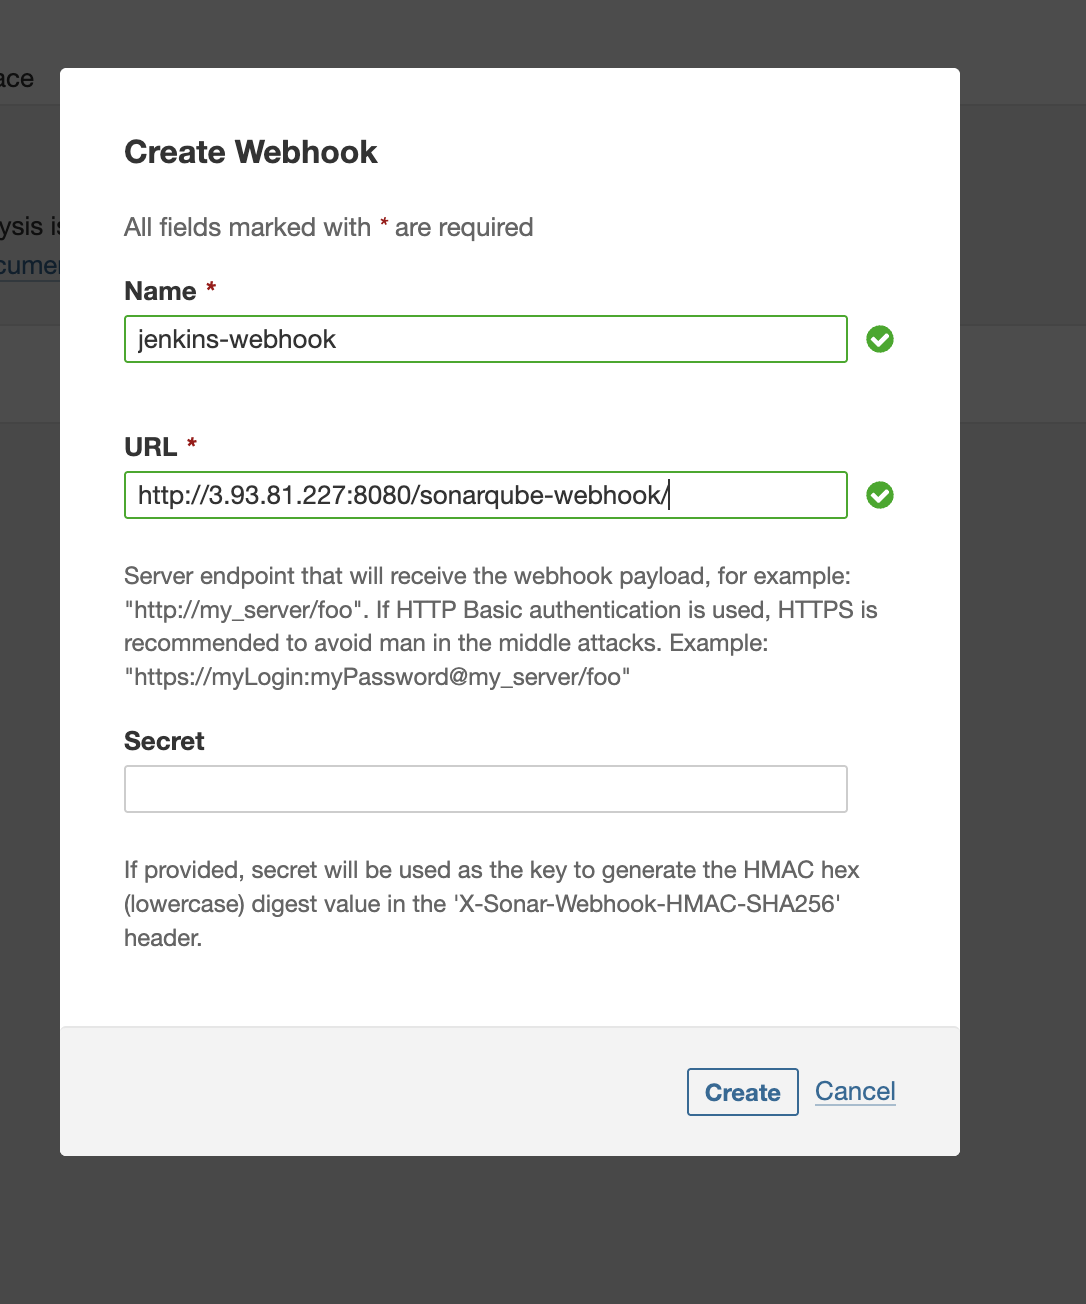 Create Webhook
All fields marked with * are required
Name *
jenkins-webhook
URL *
http://3.93.81.227:8080/sonarqube-webhook/
Server endpoint that will receive the webhook payload, for example:
"http://my_server/foo". If HTTP Basic authentication is used, HTTPS is
recommended to avoid man in the middle attacks. Example:
"https://myLogin:myPassword@my_server/foo"
Secret
If provided, secret will be used as the key to generate the HMAC hex
(lowercase) digest value in the 'X-Sonar-Webhook-HMAC-SHA256'
header.
Create Cancel